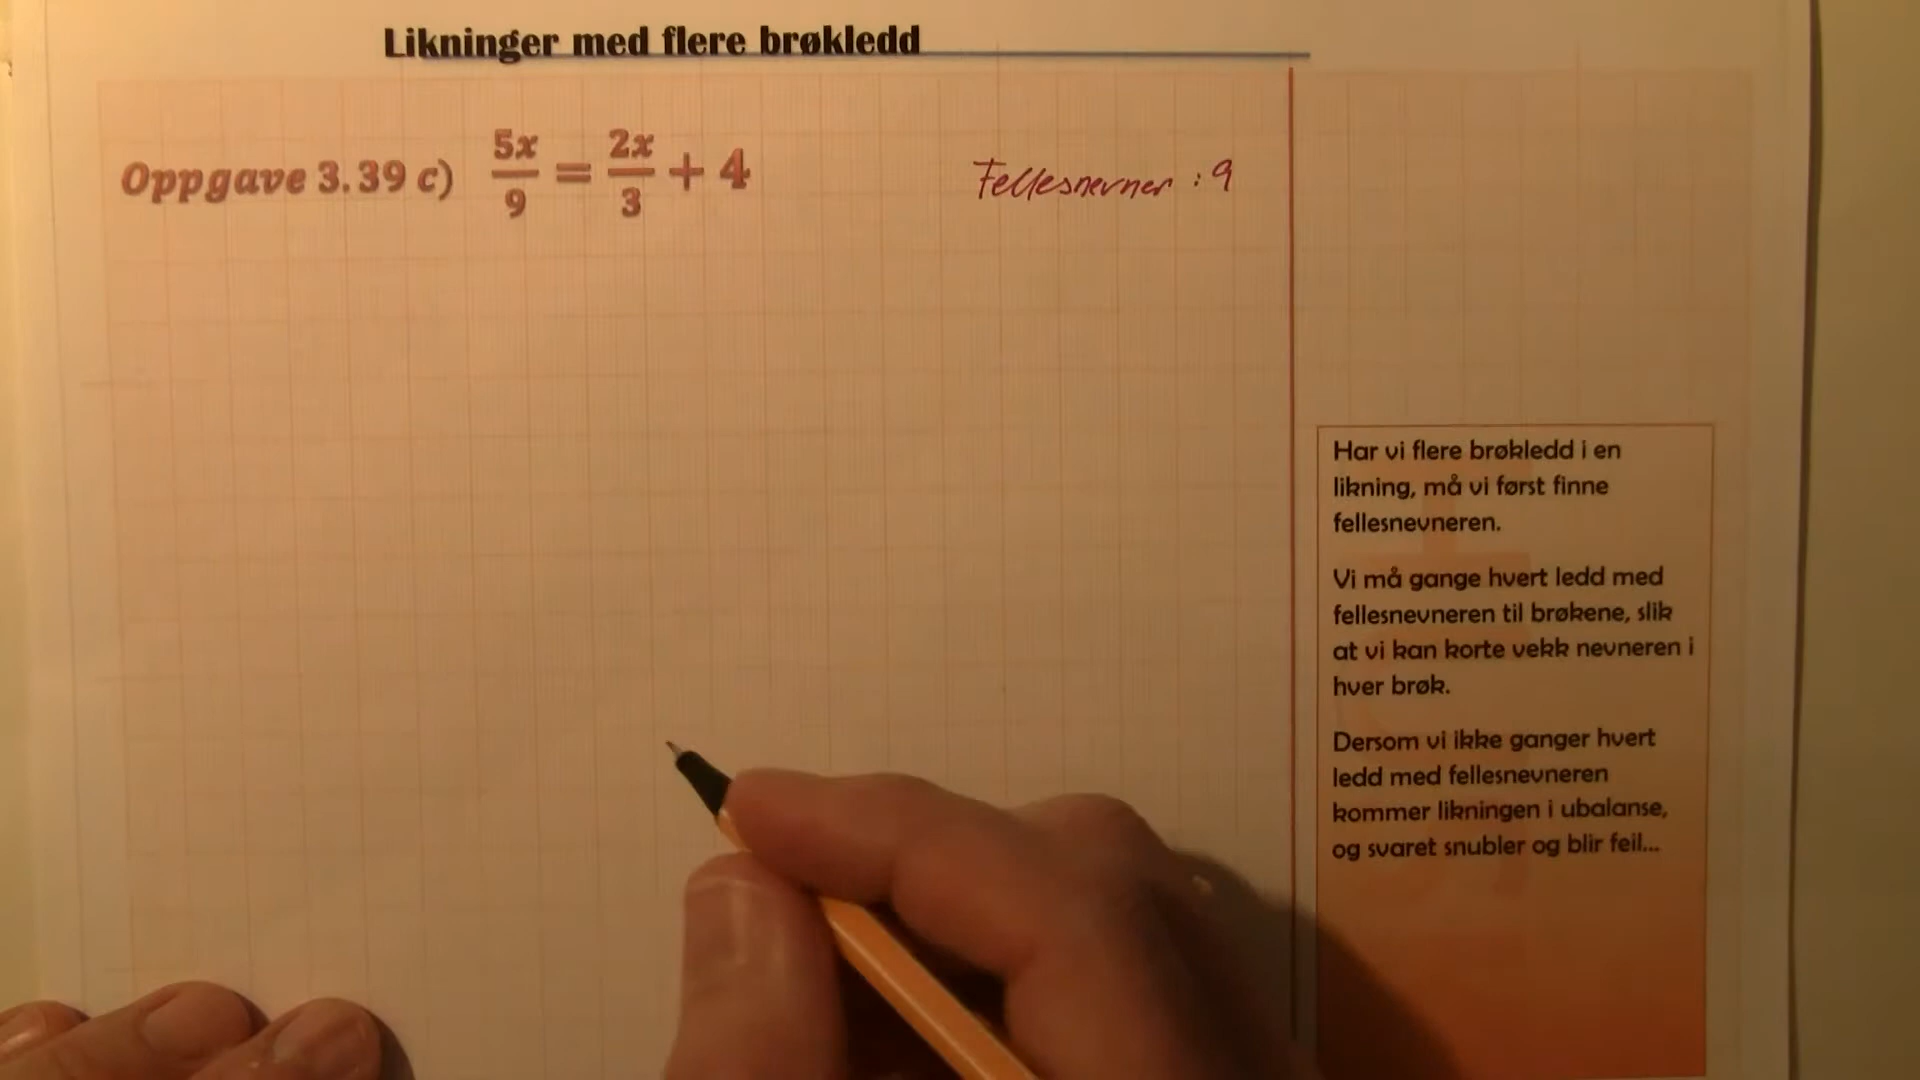 Likninger med flere brøkledd
Oppgave 3.39 c) 5x/9 = 2x/3 + 4
Fellesnevner : 9
Har vi flere brøkledd i en
likning, må vi først finne
fellesnevneren.
Vi må gange hvert ledd med
fellesnevneren til brøkene, slik
at vi kan korte vekk nevneren i
hver brøk.
Dersom vi ikke ganger hvert
ledd med fellesnevneren
kommer likningen i ubalanse,
og svaret snubler og blir feil...